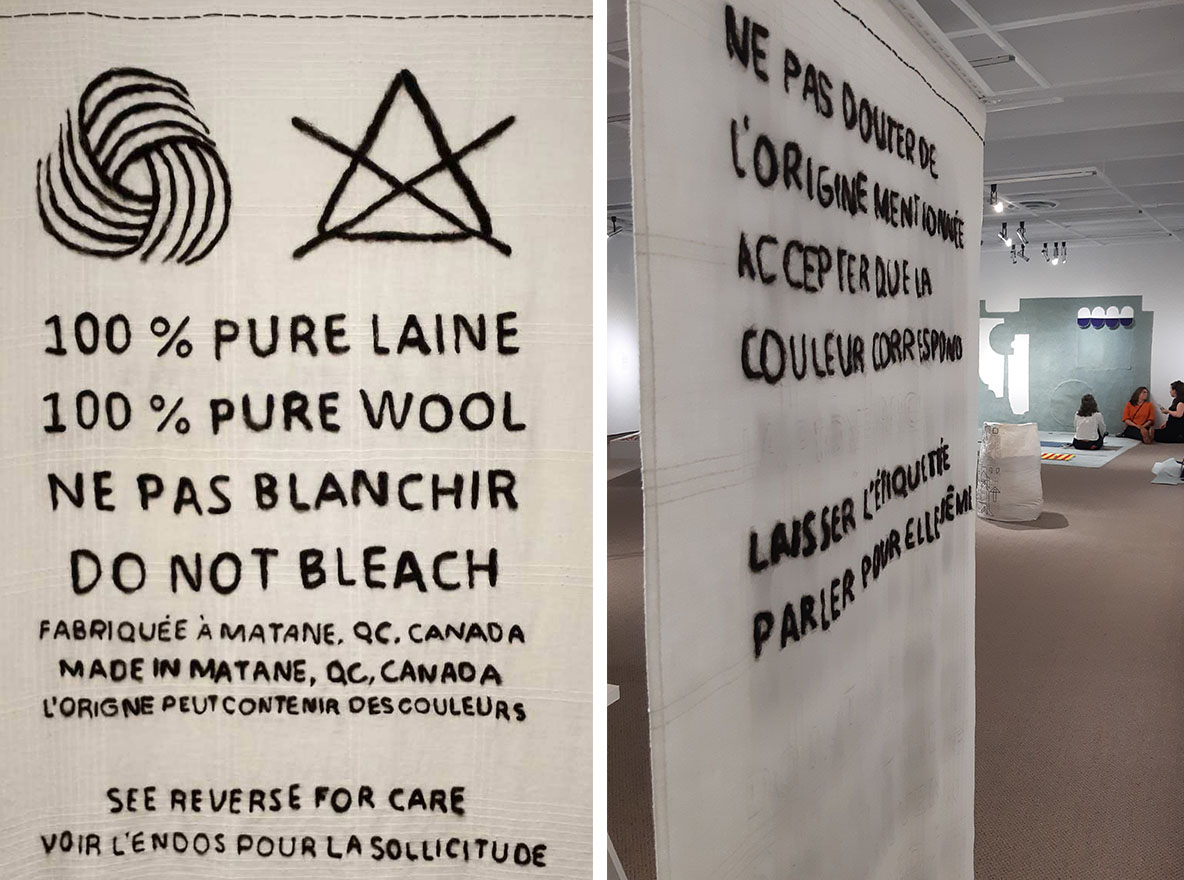 100 % PURE LAINE
100 % PURE WOOL
NE PAS BLANCHIR
DO NOT BLEACH
FABRIQUÉE À MATANE, QC, CANADA
MADE IN MATANE, QC, CANADA
L'ORIGNE PEUT CONTENIR DES COULEURS
SEE REVERSE FOR CARE
VOIR L'ENDOS POUR LA SOLLICITUDE
NE PAS DOUTER DE
L'ORIGINE MENTIONNÉE
ACCEPTER QUE LA
COULEUR CORRESPOND
LAISSER L'ÉTIQUETTE
PARLER POUR ELLE MÊME